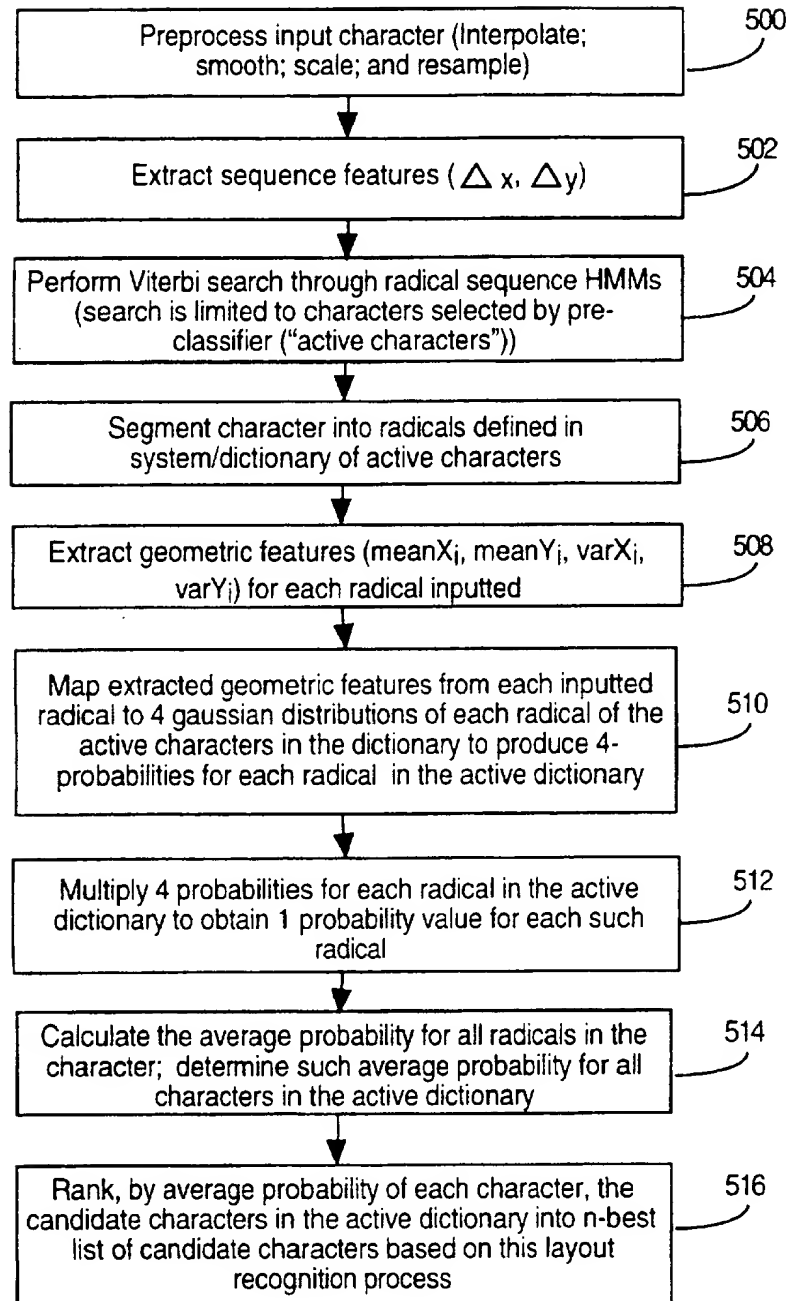 Preprocess input character (Interpolate;
smooth; scale; and resample)
500
Extract sequence features (△ x, △ y)
502
Perform Viterbi search through radical sequence HMMs
(search is limited to characters selected by pre-
classifier (“active characters”))
504
Segment character into radicals defined in
system/dictionary of active characters
506
Extract geometric features (meanXi, meanYi, varXi,
varYi) for each radical inputted
508
Map extracted geometric features from each inputted
radical to 4 gaussian distributions of each radical of the
active characters in the dictionary to produce 4-
probabilities for each radical in the active dictionary
510
Multiply 4 probabilities for each radical in the active
dictionary to obtain 1 probability value for each such
radical
512
Calculate the average probability for all radicals in the
character; determine such average probability for all
characters in the active dictionary
514
Rank, by average probability of each character, the
candidate characters in the active dictionary into n-best
list of candidate characters based on this layout
recognition process
516